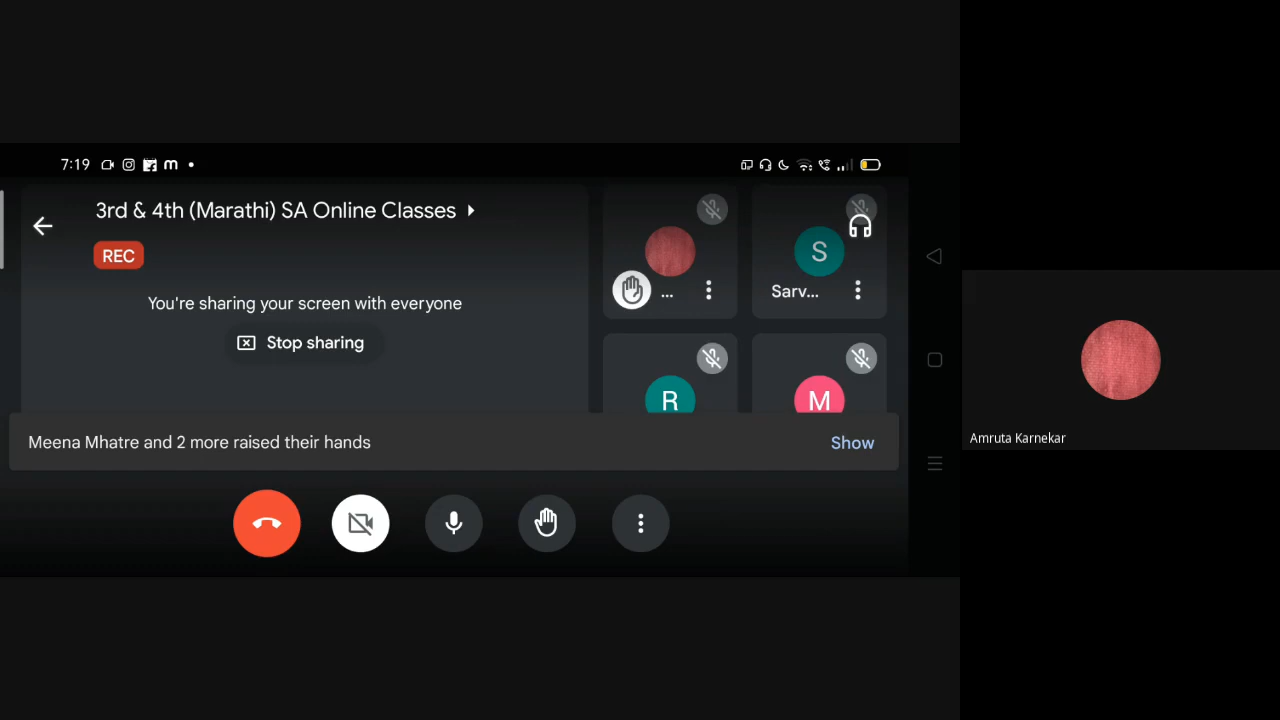 7:19
3rd & 4th (Marathi) SA Online Classes
REC
You're sharing your screen with everyone
Stop sharing
...
S
Sarv...
R
M
Meena Mhatre and 2 more raised their hands
Show
Amruta Karnekar